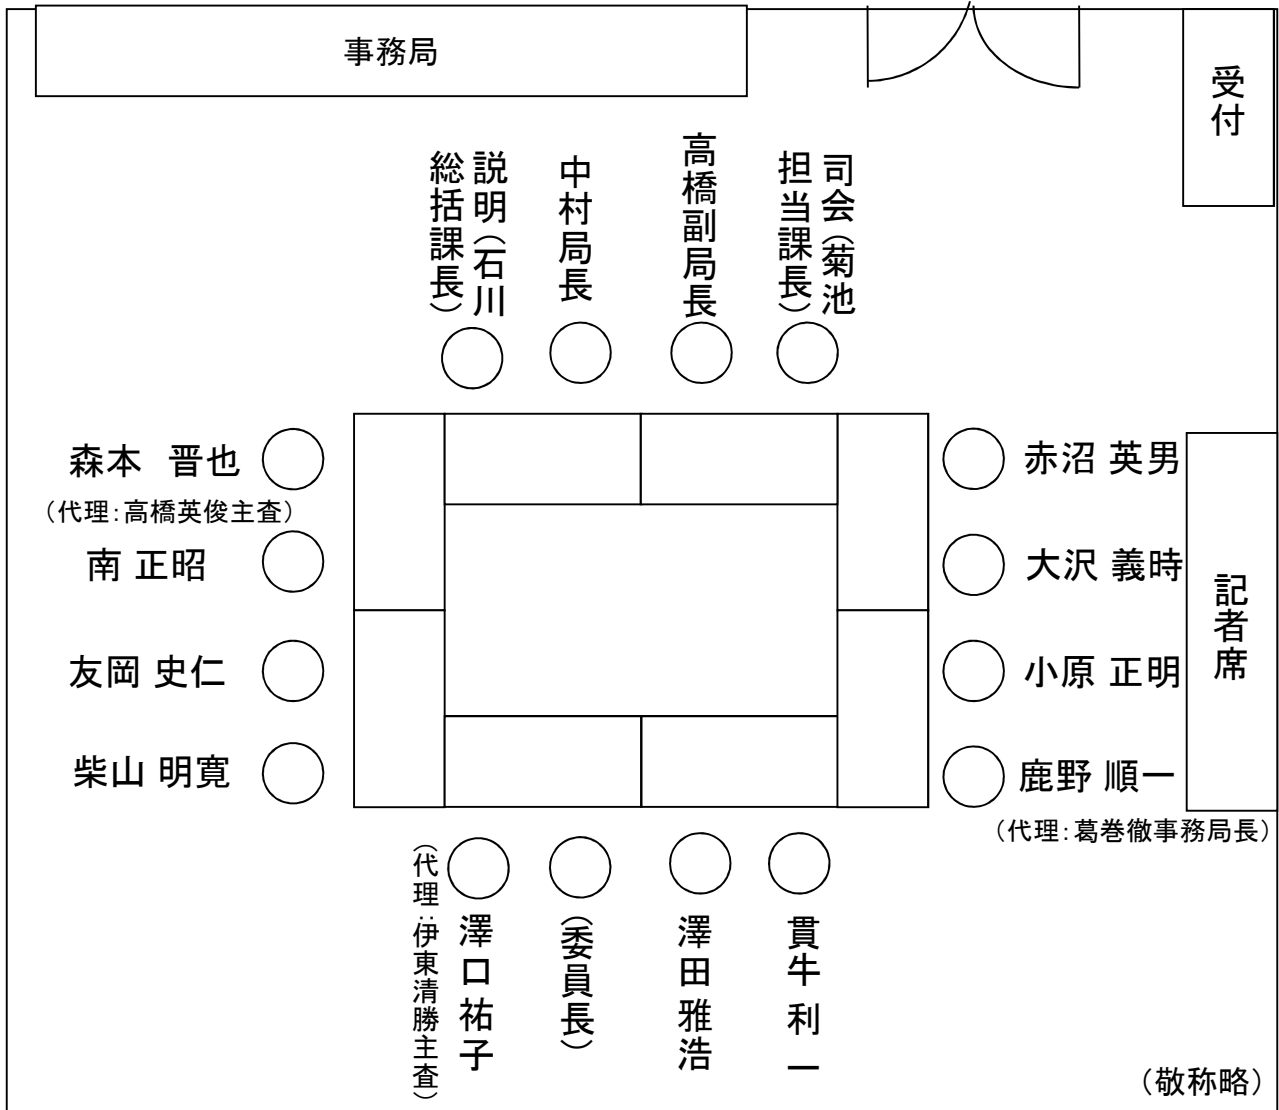 事務局
受付
説明（石川
総括課長）
中村局長
高橋副局長
司会（菊池
担当課長）
森本 晋也
（代理：高橋英俊主査）
南 正昭
友岡 史仁
柴山 明寛
赤沼 英男
大沢 義時
小原 正明
鹿野 順一
（代理：葛巻徹事務局長）
記者席
澤口 祐子
（代理：伊東清勝主査）
（委員長）
澤田 雅浩
貫牛 利一
（敬称略）